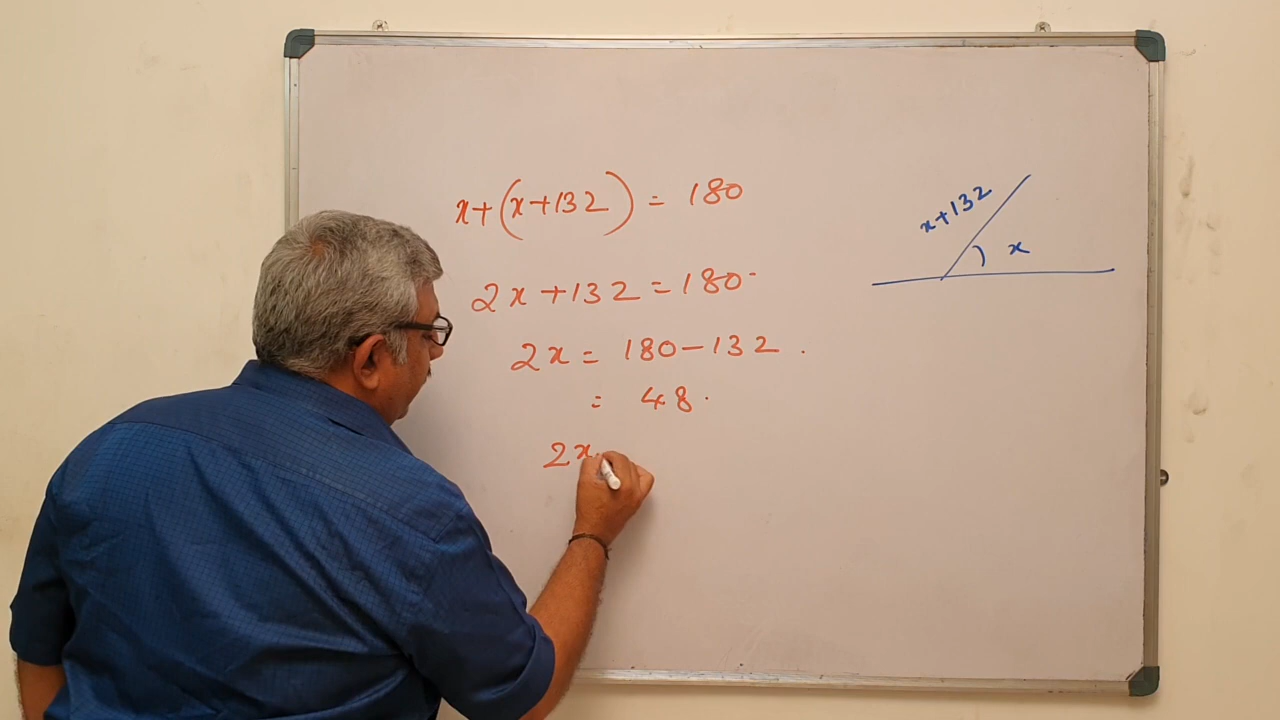 x+(x+132) = 180
2x+132=180
2x = 180-132.
= 48.
2x
x+132
x